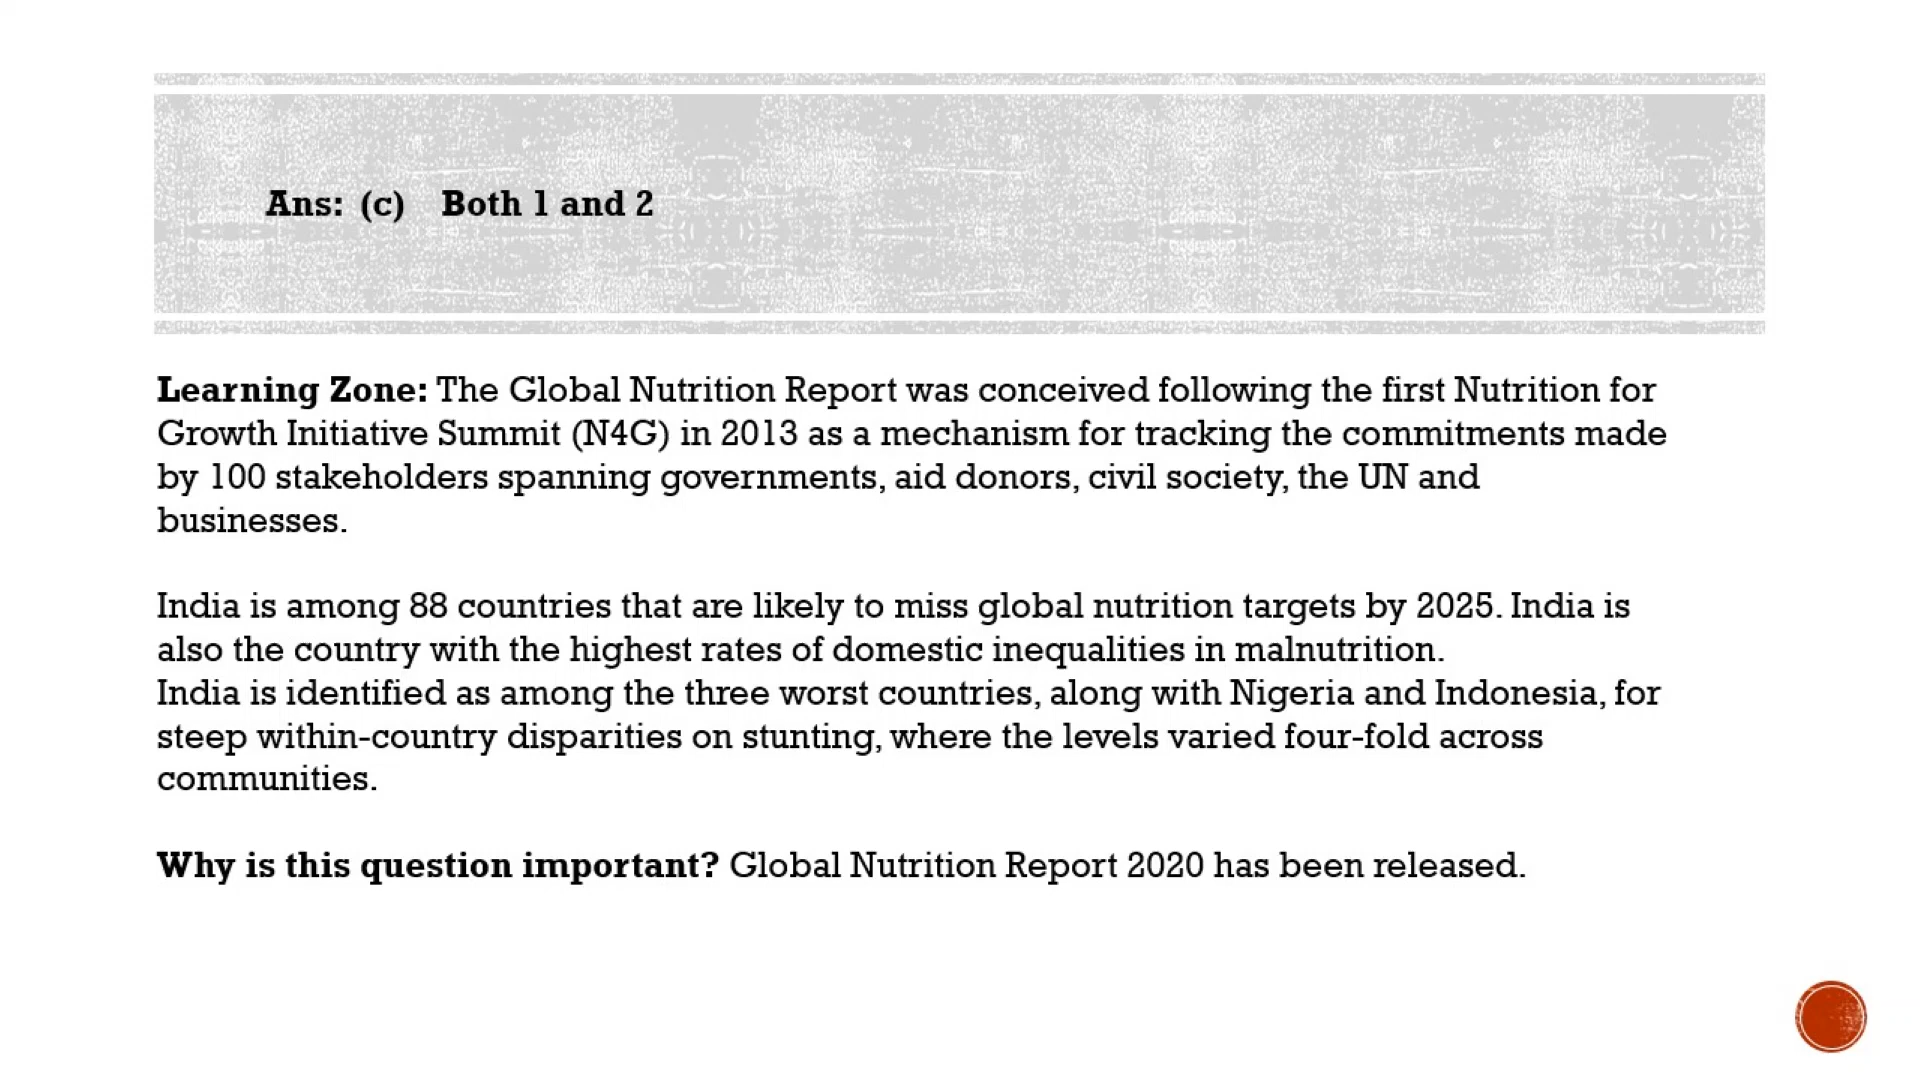 Ans: (c) Both 1 and 2
Learning Zone: The Global Nutrition Report was conceived following the first Nutrition for
Growth Initiative Summit (N4G) in 2013 as a mechanism for tracking the commitments made
by 100 stakeholders spanning governments, aid donors, civil society, the UN and
businesses.
India is among 88 countries that are likely to miss global nutrition targets by 2025. India is
also the country with the highest rates of domestic inequalities in malnutrition.
India is identified as among the three worst countries, along with Nigeria and Indonesia, for
steep within-country disparities on stunting, where the levels varied four-fold across
communities.
Why is this question important? Global Nutrition Report 2020 has been released.